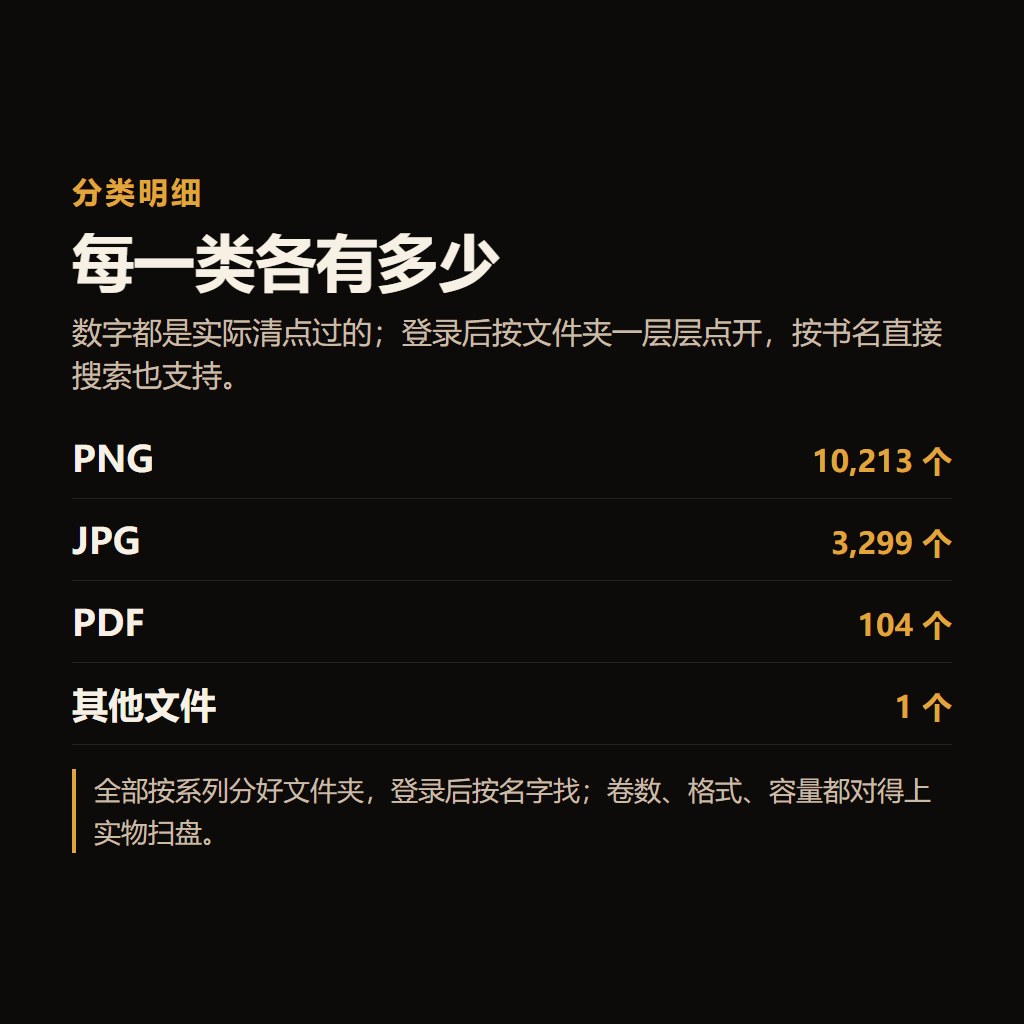 分类明细
每一类各有多少
数字都是实际清点过的；登录后按文件夹一层层点开，按书名直接
搜索也支持。
PNG 10,213 个
JPG 3,299 个
PDF 104 个
其他文件 1 个
全部按系列分好文件夹，登录后按名字找；卷数、格式、容量都对得上
实物扫盘。